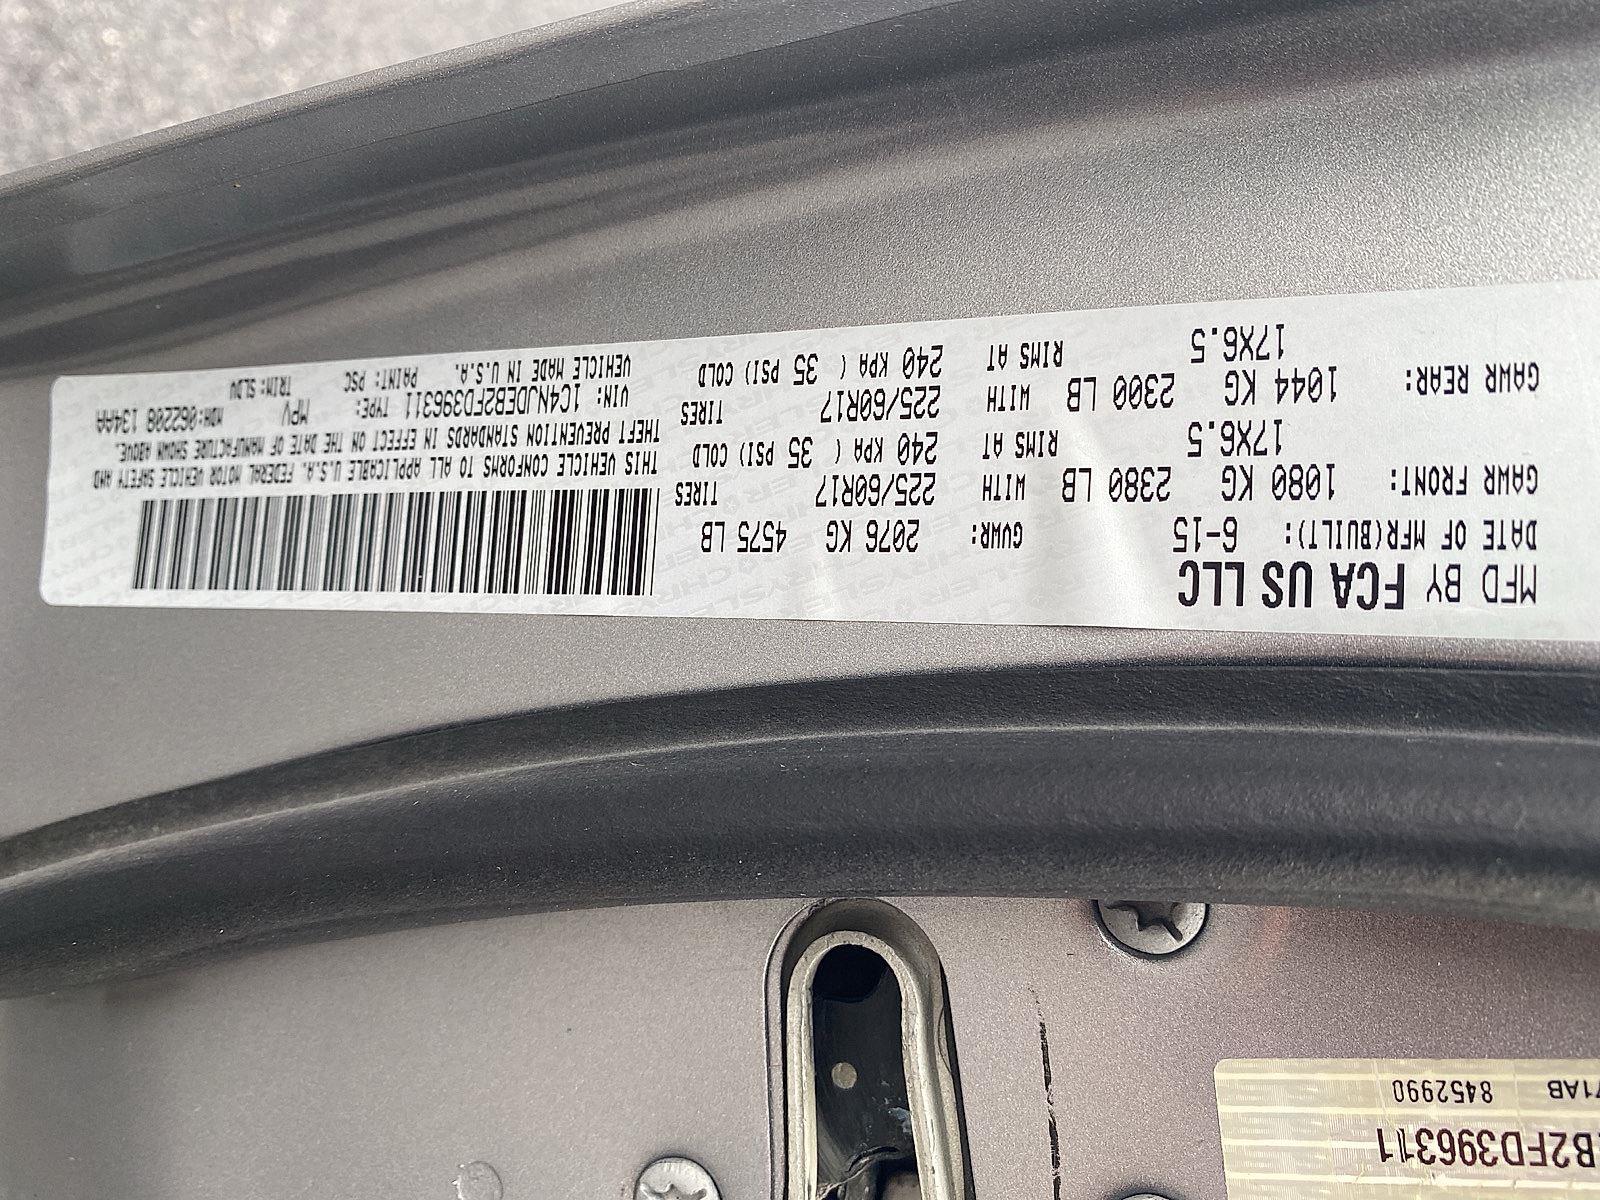 MFD BY FCA US LLC
DATE OF MFR(BUILT): 6-15 GVWR: 2076 KG 4575 LB
GAWR FRONT: 1080 KG 2380 LB WITH 225/60R17 TIRES
17X6.5 RIMS AT 240 KPA ( 35 PSI) COLD
GAWR REAR: 1044 KG 2300 LB WITH 225/60R17 TIRES
17X6.5 RIMS AT 240 KPA ( 35 PSI) COLD
THIS VEHICLE CONFORMS TO ALL APPLICABLE U.S.A. FEDERAL MOTOR VEHICLE SAFETY AND
THEFT PREVENTION STANDARDS IN EFFECT ON THE DATE OF MANUFACTURE SHOWN ABOVE.
VIN: 1C4NJDEB2FD396311 TYPE: MPV MDH:062208 134AA
VEHICLE MADE IN U.S.A. PAINT: PSC TRIM: SLDV
B2FD396311
71AB 8452990